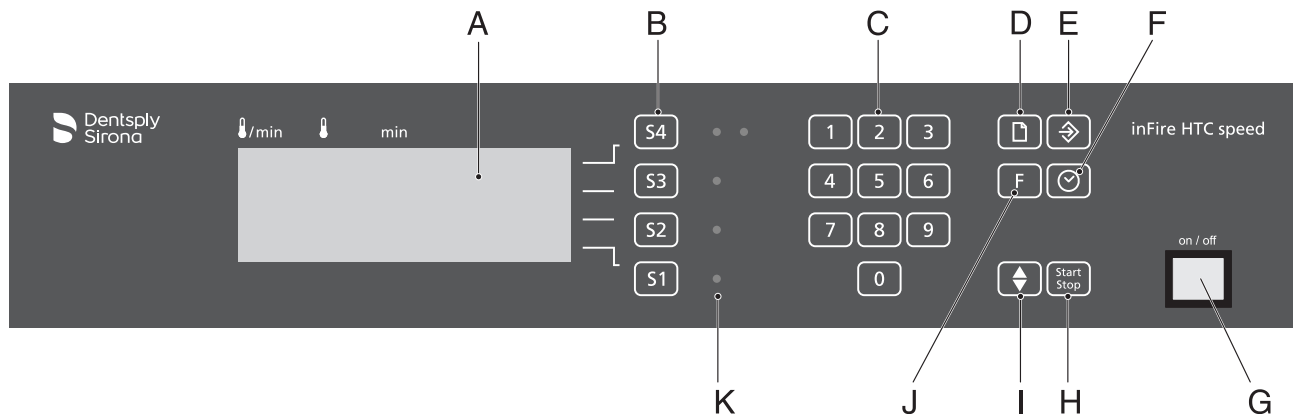 A B C D E F
Dentsply
Sirona
/min min
S4 1 2 3
inFire HTC speed
S3 4 5 6 F
S2 7 8 9
on / off
S1 0 Start
Stop
K J I H G